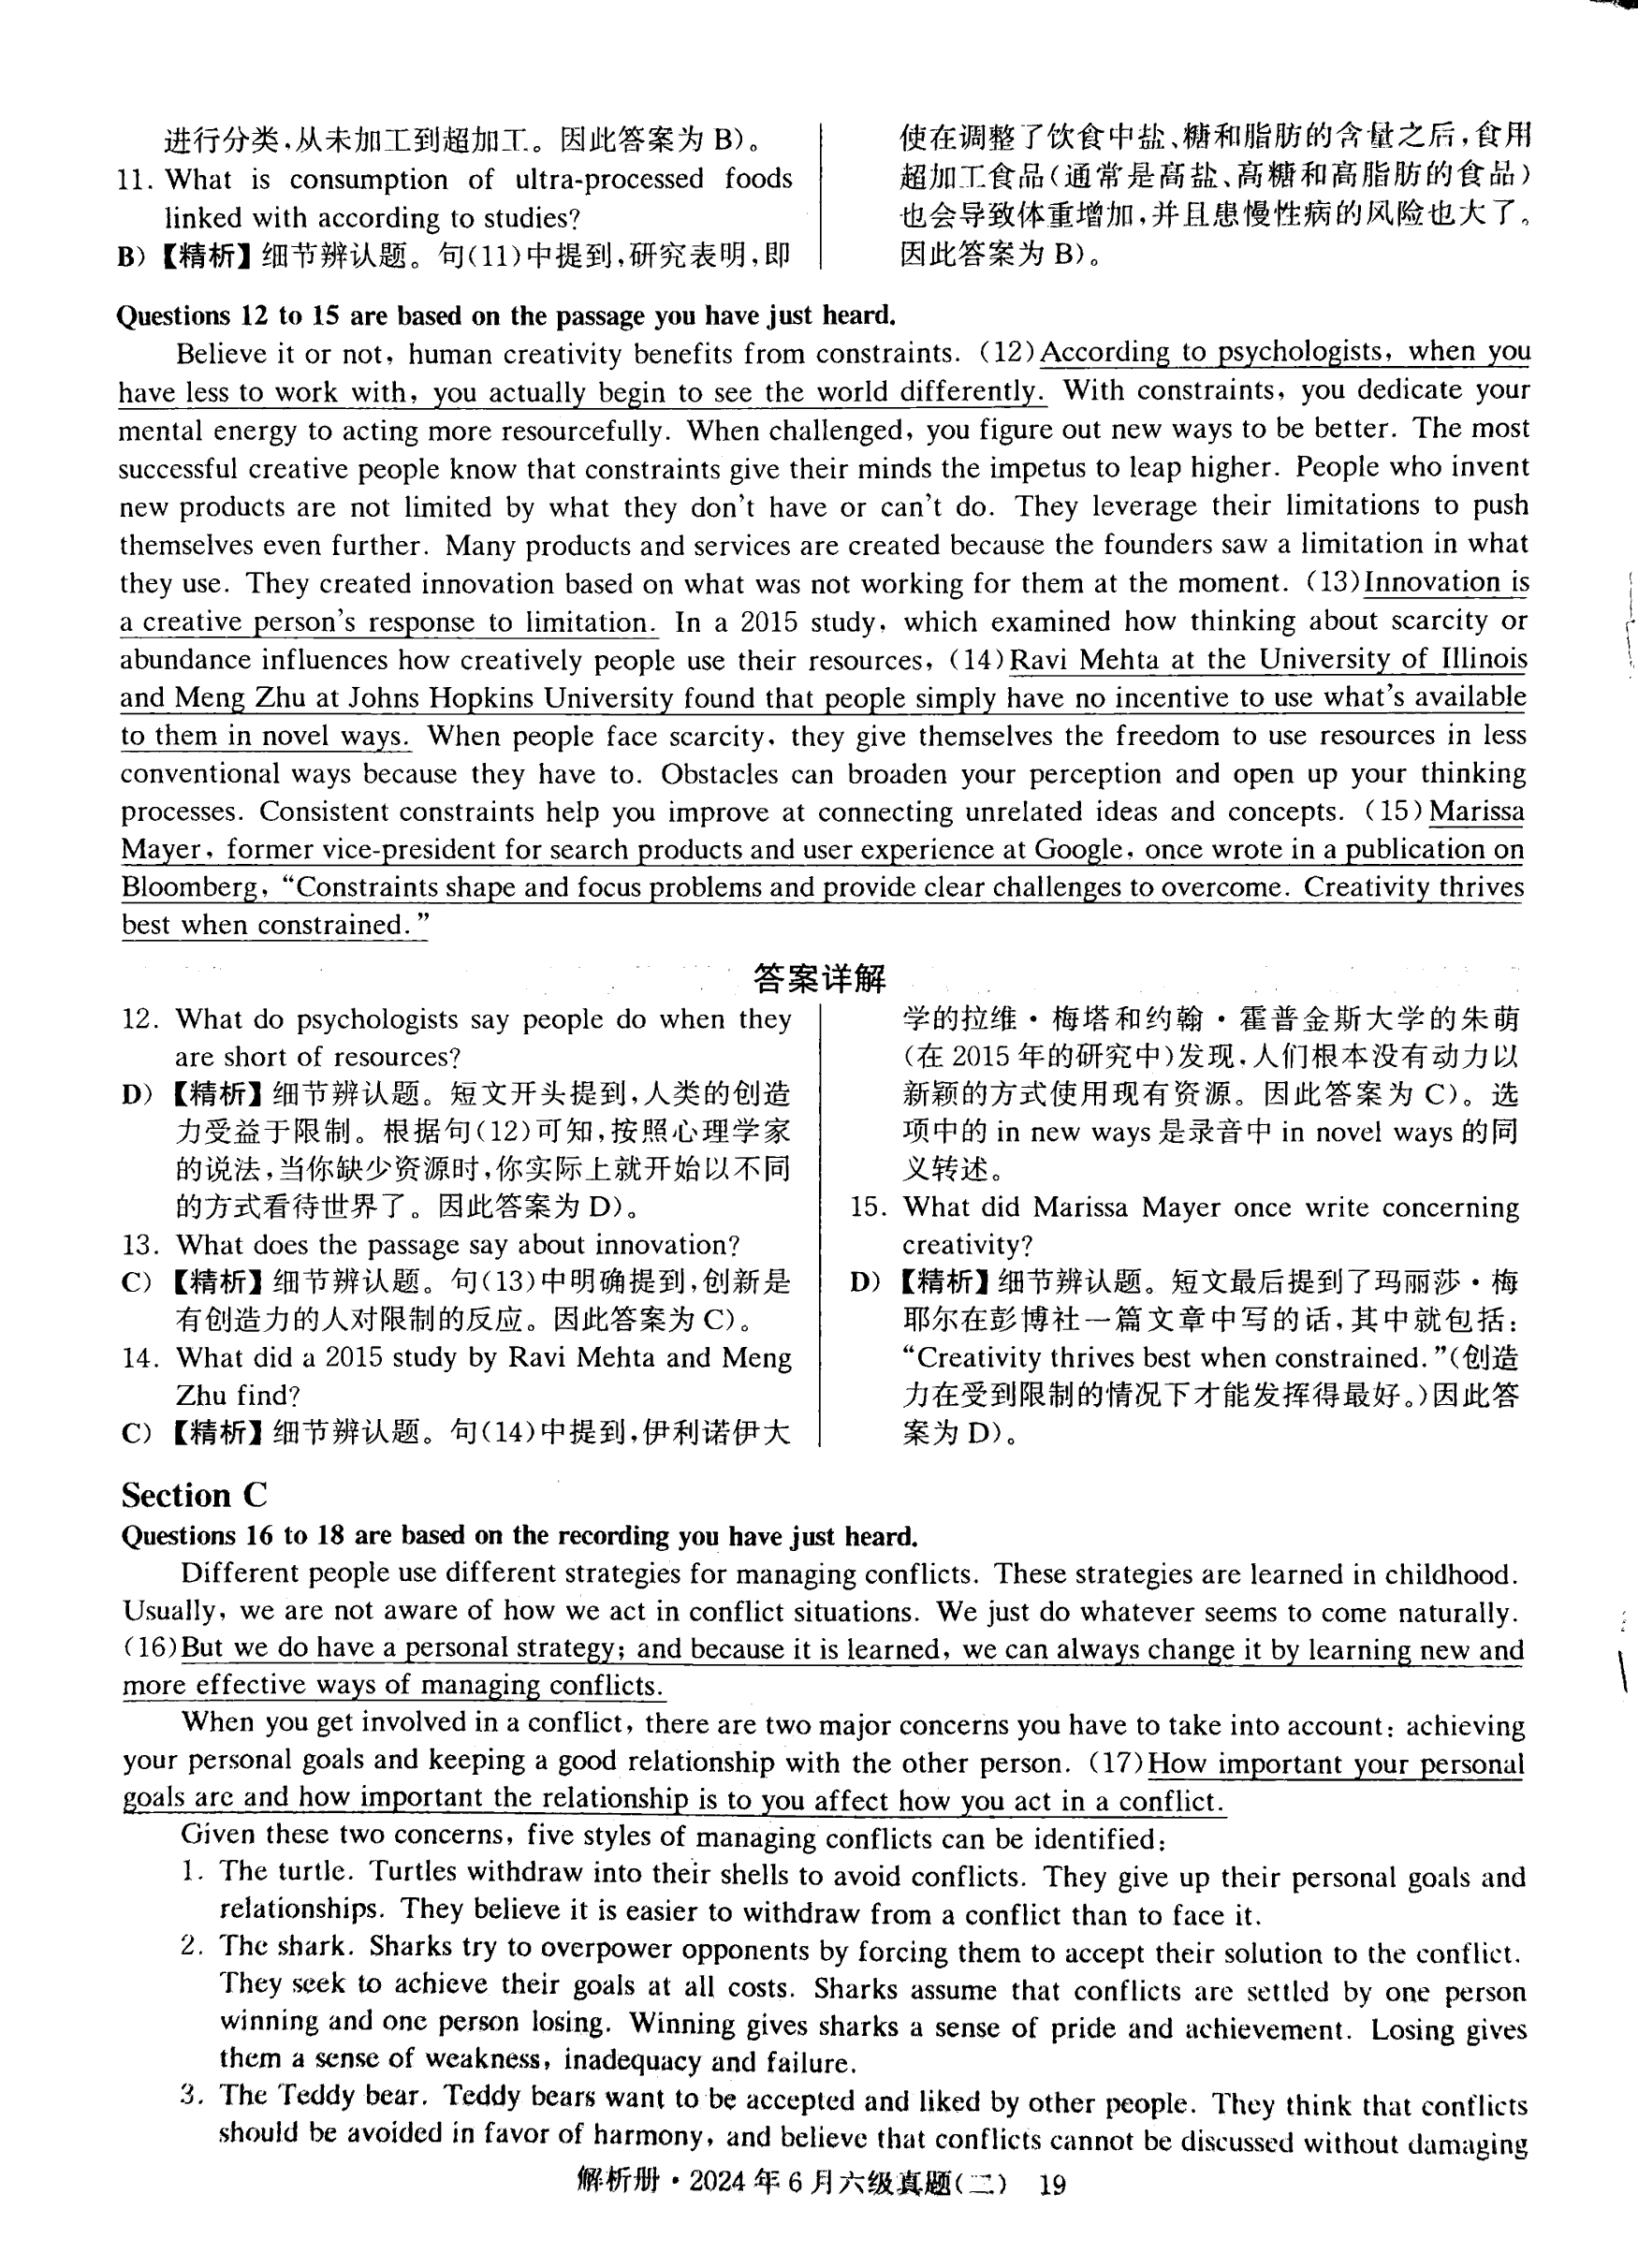 进行分类,从未加工到超加工。因此答案为 B)。
11. What is consumption of ultra-processed foods
linked with according to studies?
B)【精析】细节辨认题。句(11)中提到,研究表明,即
使在调整了饮食中盐、糖和脂肪的含量之后,食用
超加工食品(通常是高盐、高糖和高脂肪的食品)
也会导致体重增加,并且患慢性病的风险也大了。
因此答案为 B)。
Questions 12 to 15 are based on the passage you have just heard.
Believe it or not, human creativity benefits from constraints. (12)According to psychologists, when you
have less to work with, you actually begin to see the world differently. With constraints, you dedicate your
mental energy to acting more resourcefully. When challenged, you figure out new ways to be better. The most
successful creative people know that constraints give their minds the impetus to leap higher. People who invent
new products are not limited by what they don't have or can't do. They leverage their limitations to push
themselves even further. Many products and services are created because the founders saw a limitation in what
they use. They created innovation based on what was not working for them at the moment. (13)Innovation is
a creative person's response to limitation. In a 2015 study, which examined how thinking about scarcity or
abundance influences how creatively people use their resources, (14)Ravi Mehta at the University of Illinois
and Meng Zhu at Johns Hopkins University found that people simply have no incentive to use what's available
to them in novel ways. When people face scarcity, they give themselves the freedom to use resources in less
conventional ways because they have to. Obstacles can broaden your perception and open up your thinking
processes. Consistent constraints help you improve at connecting unrelated ideas and concepts. (15)Marissa
Mayer, former vice-president for search products and user experience at Google, once wrote in a publication on
Bloomberg, “Constraints shape and focus problems and provide clear challenges to overcome. Creativity thrives
best when constrained.”
答案详解
12. What do psychologists say people do when they
are short of resources?
D)【精析】细节辨认题。短文开头提到,人类的创造
力受益于限制。根据句(12)可知,按照心理学家
的说法,当你缺少资源时,你实际上就开始以不同
的方式看待世界了。因此答案为 D)。
13. What does the passage say about innovation?
C)【精析】细节辨认题。句(13)中明确提到,创新是
有创造力的人对限制的反应。因此答案为 C)。
14. What did a 2015 study by Ravi Mehta and Meng
Zhu find?
C)【精析】细节辨认题。句(14)中提到,伊利诺伊大
学的拉维·梅塔和约翰·霍普金斯大学的朱萌
(在 2015 年的研究中)发现,人们根本没有动力以
新颖的方式使用现有资源。因此答案为 C)。选
项中的 in new ways 是录音中 in novel ways 的同
义转述。
15. What did Marissa Mayer once write concerning
creativity?
D)【精析】细节辨认题。短文最后提到了玛丽莎·梅
耶尔在彭博社一篇文章中写的话,其中就包括:
“Creativity thrives best when constrained.”(创造
力在受到限制的情况下才能发挥得最好。)因此答
案为 D)。
Section C
Questions 16 to 18 are based on the recording you have just heard.
Different people use different strategies for managing conflicts. These strategies are learned in childhood.
Usually, we are not aware of how we act in conflict situations. We just do whatever seems to come naturally.
(16)But we do have a personal strategy; and because it is learned, we can always change it by learning new and
more effective ways of managing conflicts.
When you get involved in a conflict, there are two major concerns you have to take into account: achieving
your personal goals and keeping a good relationship with the other person. (17)How important your personal
goals are and how important the relationship is to you affect how you act in a conflict.
Given these two concerns, five styles of managing conflicts can be identified:
1. The turtle. Turtles withdraw into their shells to avoid conflicts. They give up their personal goals and
relationships. They believe it is easier to withdraw from a conflict than to face it.
2. The shark. Sharks try to overpower opponents by forcing them to accept their solution to the conflict.
They seek to achieve their goals at all costs. Sharks assume that conflicts are settled by one person
winning and one person losing. Winning gives sharks a sense of pride and achievement. Losing gives
them a sense of weakness, inadequacy and failure.
3. The Teddy bear. Teddy bears want to be accepted and liked by other people. They think that conflicts
should be avoided in favor of harmony, and believe that conflicts cannot be discussed without damaging
解析册·2024 年 6 月六级真题(二) 19